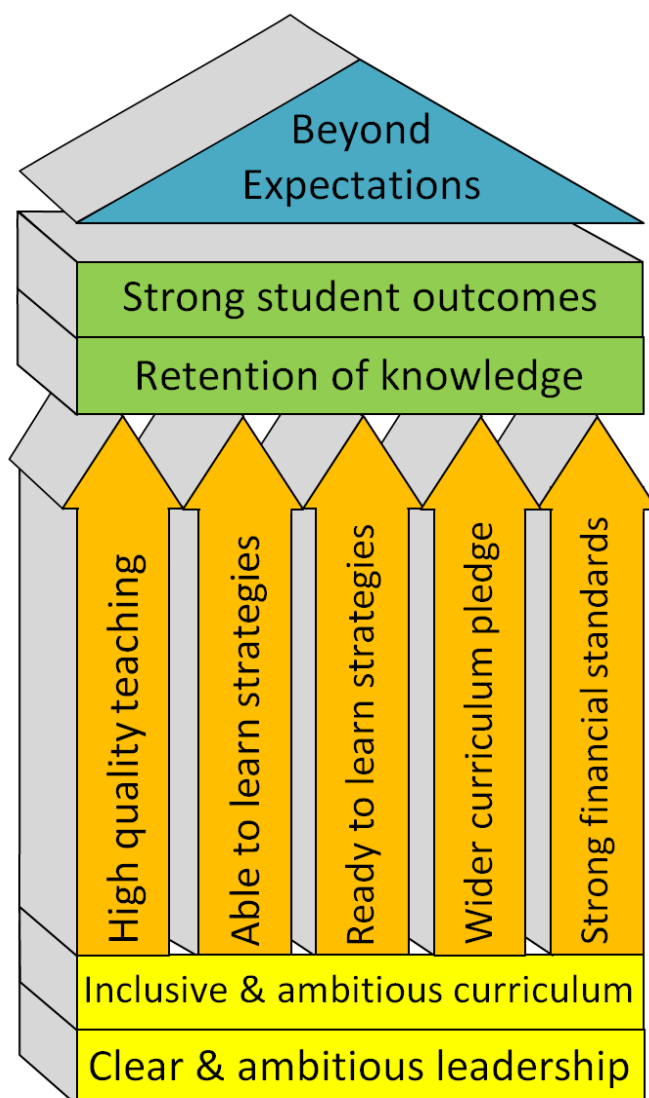 Beyond
Expectations
Strong student outcomes
Retention of knowledge
High quality teaching
Able to learn strategies
Ready to learn strategies
Wider curriculum pledge
Strong financial standards
Inclusive & ambitious curriculum
Clear & ambitious leadership